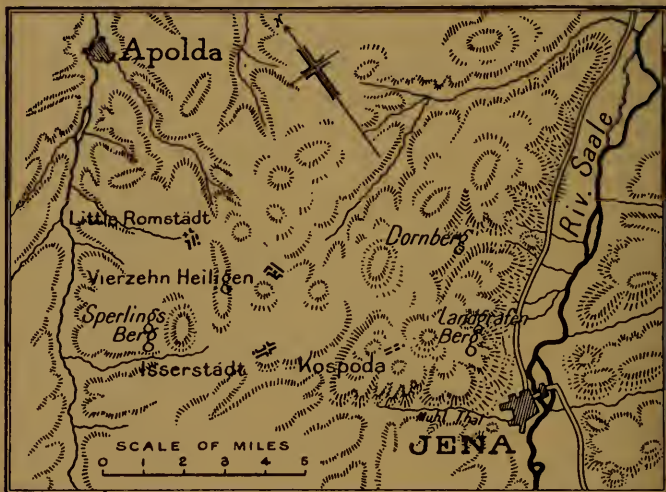 N
Apolda
Riv. Saale
Little Romstädt
Dornberg
Vierzehn Heiligen
Sperlings
Berg
Landgrafen
Berg
Isserstädt
Kospoda
Muhl Thal
JENA
SCALE OF MILES
0 1 2 3 4 5